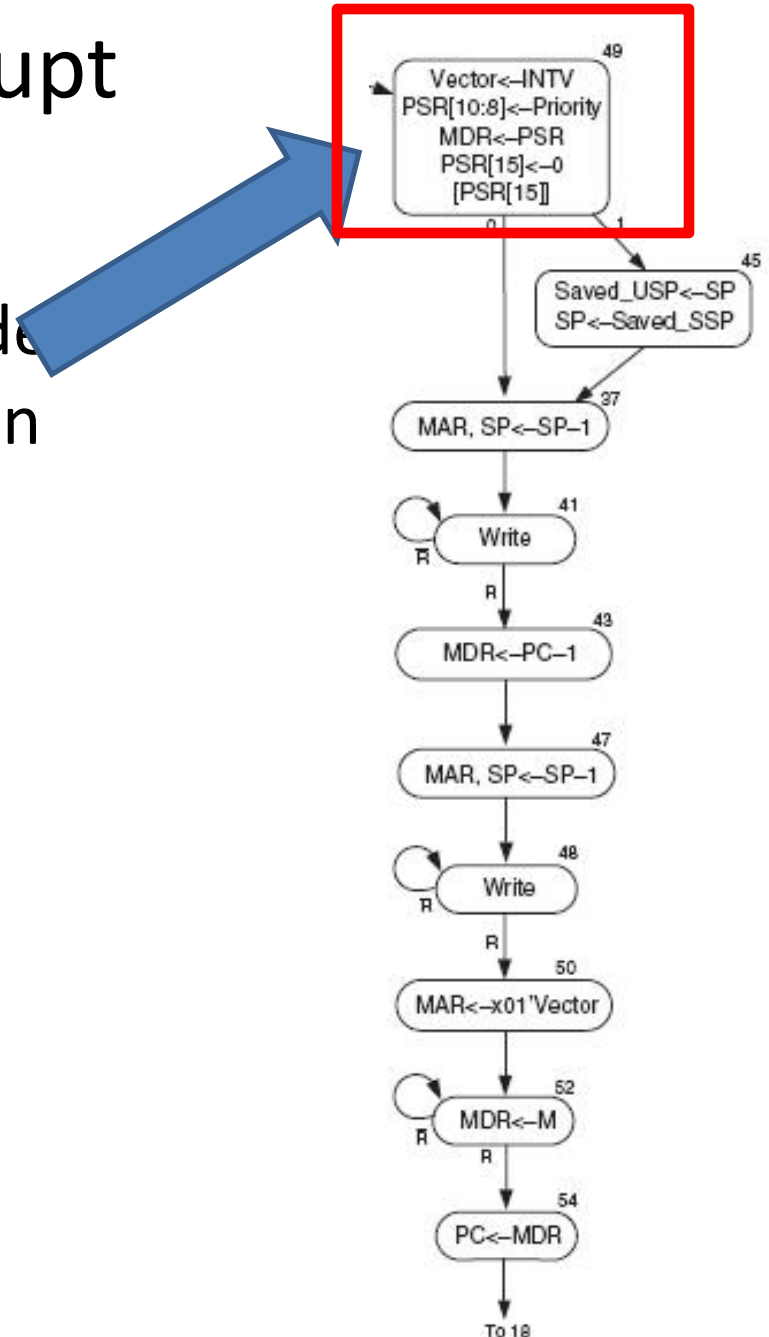 upt
de
n
49
Vector<–INTV
PSR[10:8]<–Priority
MDR<–PSR
PSR[15]<–0
[PSR[15]]
0
1
45
Saved_USP<–SP
SP<–Saved_SSP
37
MAR, SP<–SP–1
41
Write
R̅
R
43
MDR<–PC–1
47
MAR, SP<–SP–1
48
Write
R̅
R
50
MAR<–x01'Vector
52
MDR<–M
R̅
R
54
PC<–MDR
To 18